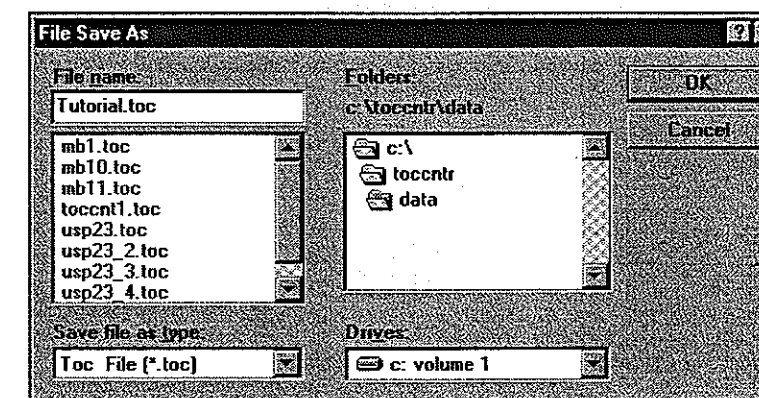 File Save As
File name:
Tutorial.toc
mb1.toc
mb10.toc
mb11.toc
toccnt1.toc
usp23.toc
usp23_2.toc
usp23_3.toc
usp23_4.toc
Save file as type:
Toc File (*.toc)
Folders:
c:\toccntr\data
c:\
toccntr
data
Drives:
c: volume 1
OK
Cancel